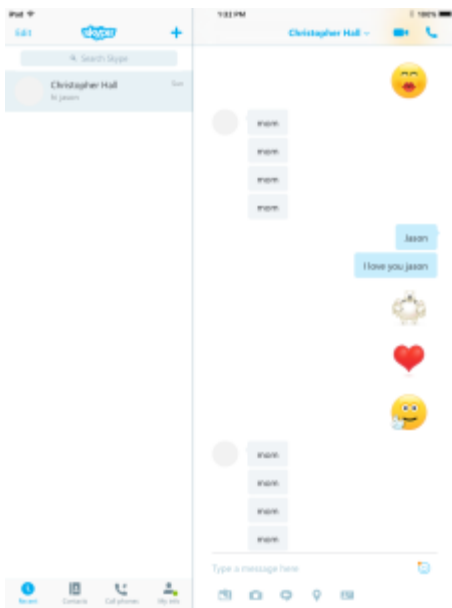 iPad
1:32 PM
100%
Edit
skype
+
Christopher Hall
Search Skype
Christopher Hall
hi jason
mom
mom
mom
mom
Jason
I love you jason
mom
mom
mom
mom
Type a message here
Recent
Contacts
Call phones
My info